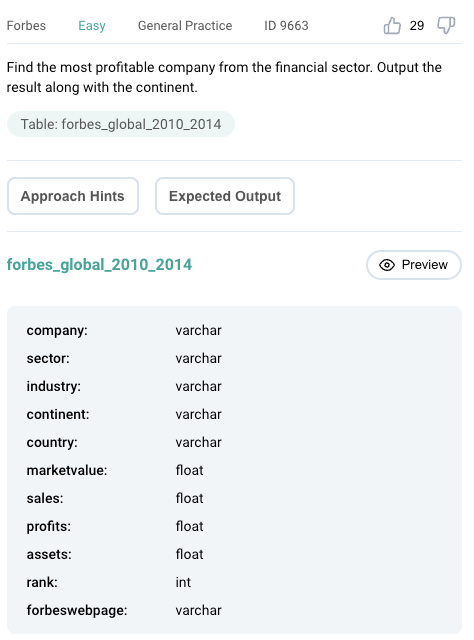 Forbes Easy General Practice ID 9663 29
Find the most profitable company from the financial sector. Output the
result along with the continent.
Table: forbes_global_2010_2014
Approach Hints Expected Output
forbes_global_2010_2014 Preview
company: varchar
sector: varchar
industry: varchar
continent: varchar
country: varchar
marketvalue: float
sales: float
profits: float
assets: float
rank: int
forbeswebpage: varchar